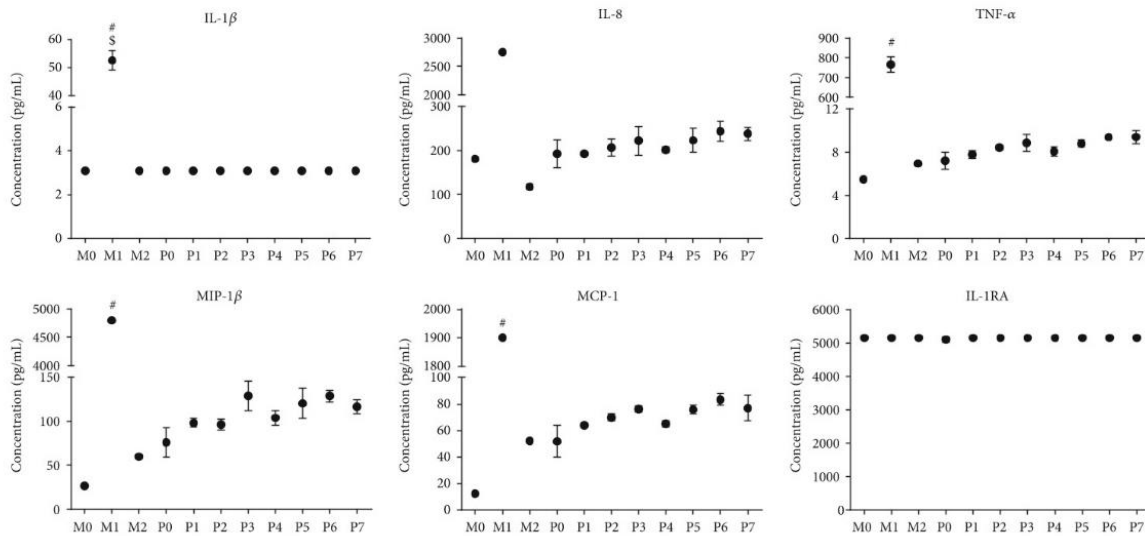 IL-1β
#
$
Concentration (pg/mL)
60
50
40
30
6
4
2
0
M0 M1 M2 P0 P1 P2 P3 P4 P5 P6 P7
IL-8
Concentration (pg/mL)
3000
2500
2000
300
200
100
0
M0 M1 M2 P0 P1 P2 P3 P4 P5 P6 P7
TNF-α
#
Concentration (pg/mL)
900
800
700
600
12
8
4
0
M0 M1 M2 P0 P1 P2 P3 P4 P5 P6 P7
MIP-1β
#
Concentration (pg/mL)
5000
4500
4000
150
100
50
0
M0 M1 M2 P0 P1 P2 P3 P4 P5 P6 P7
MCP-1
#
Concentration (pg/mL)
2000
1900
1800
100
80
60
40
20
0
M0 M1 M2 P0 P1 P2 P3 P4 P5 P6 P7
IL-1RA
Concentration (pg/mL)
6000
5000
4000
3000
2000
1000
0
M0 M1 M2 P0 P1 P2 P3 P4 P5 P6 P7